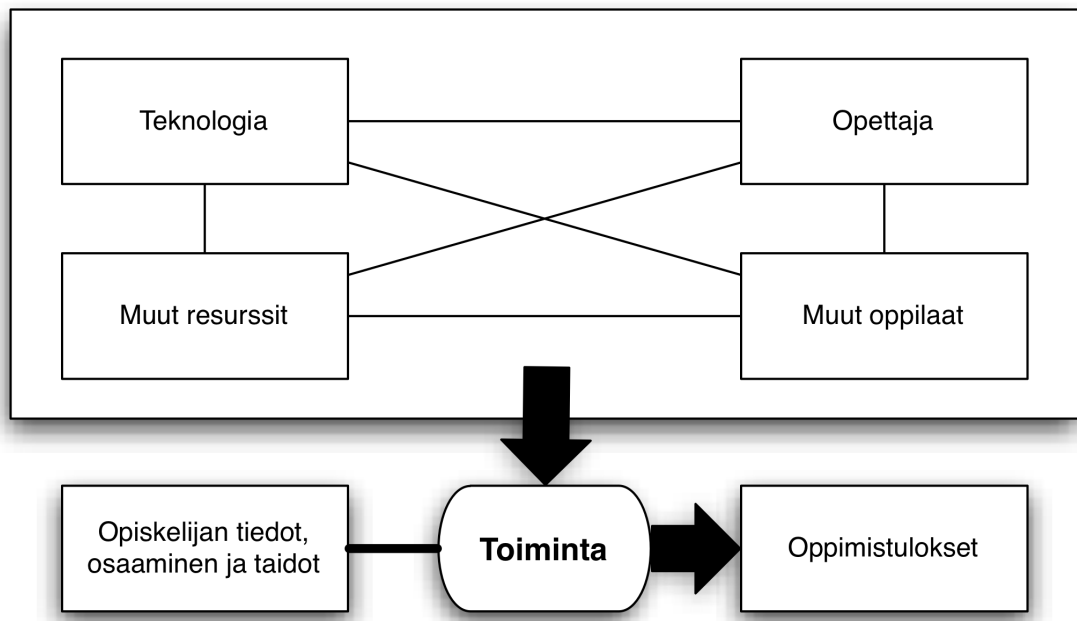 Teknologia
Opettaja
Muut resurssit
Muut oppilaat
Opiskelijan tiedot,
osaaminen ja taidot
Toiminta
Oppimistulokset